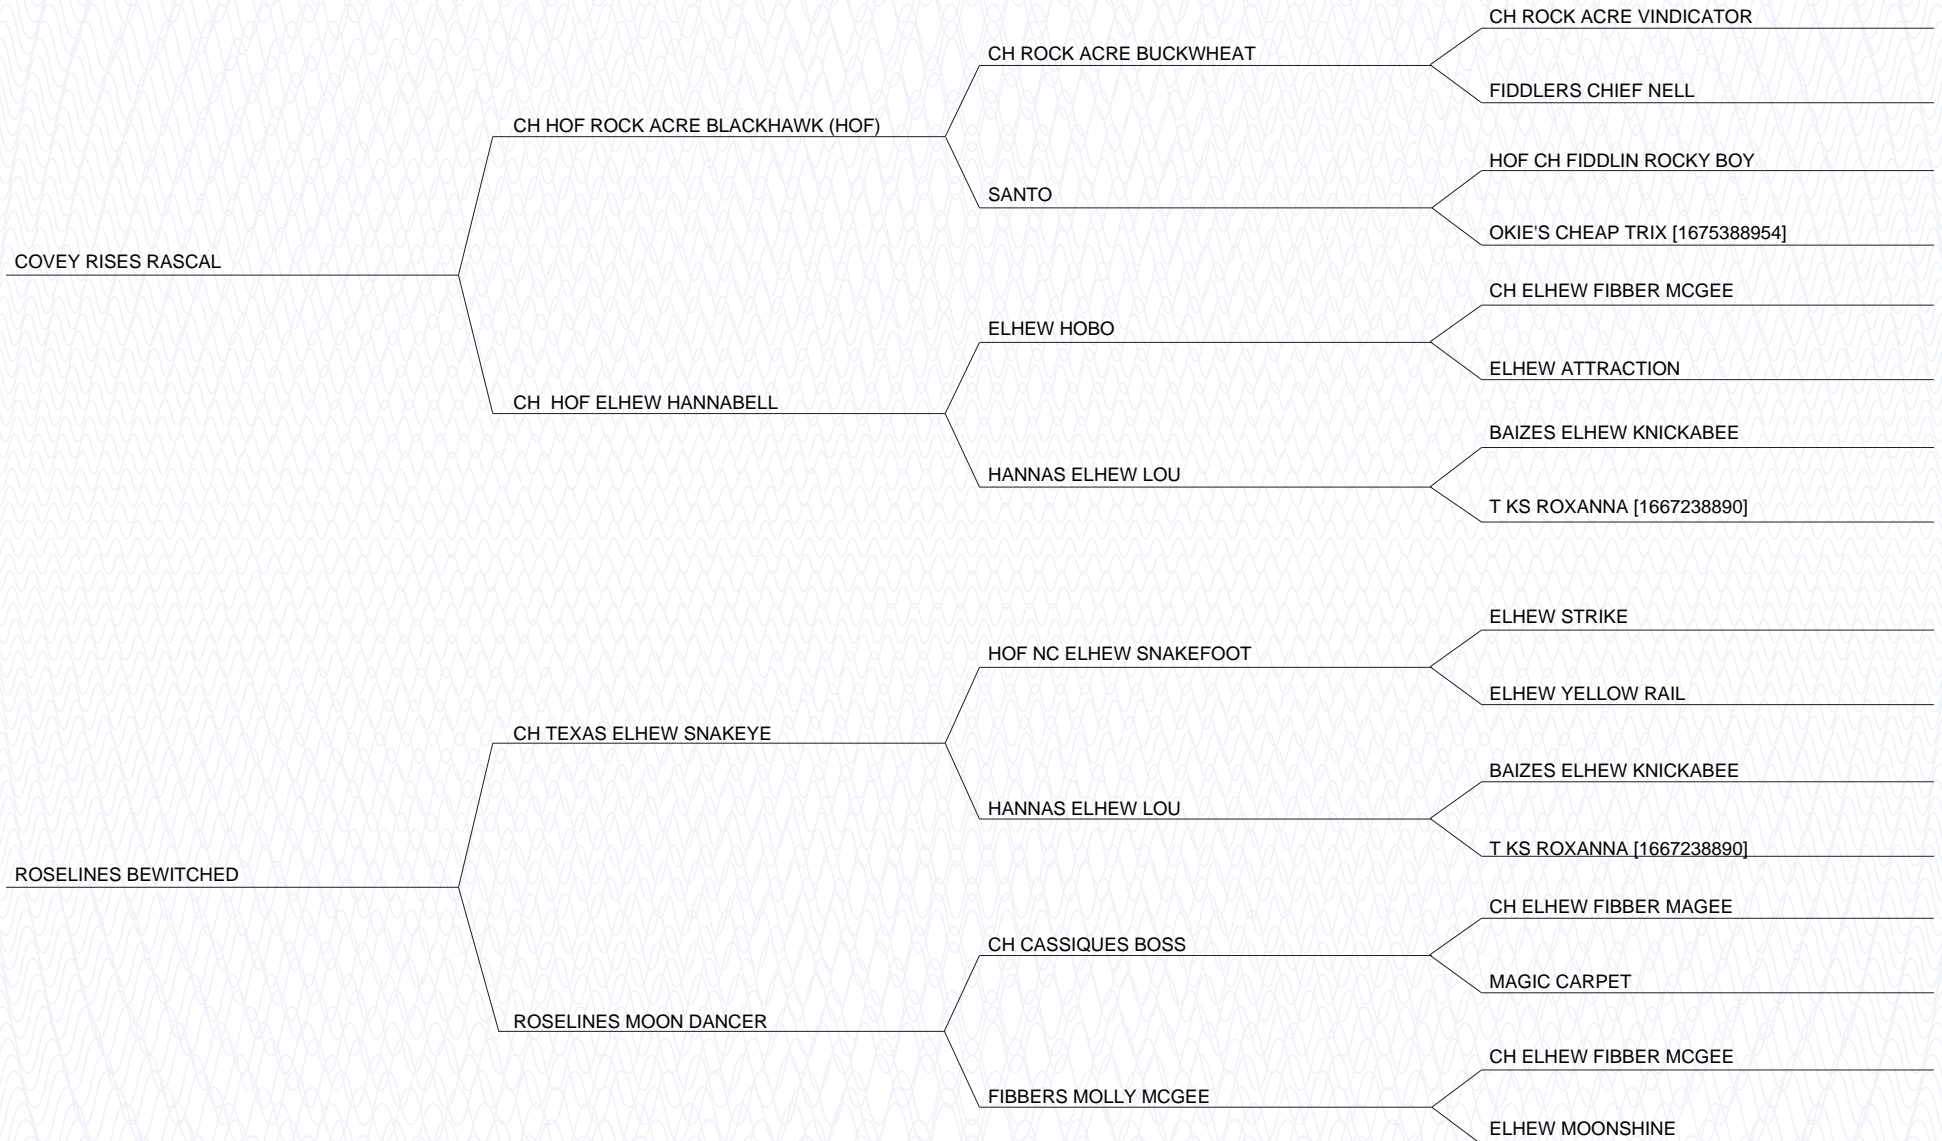 CH ROCK ACRE VINDICATOR
CH ROCK ACRE BUCKWHEAT
FIDDLERS CHIEF NELL
CH HOF ROCK ACRE BLACKHAWK (HOF)
HOF CH FIDDLIN ROCKY BOY
SANTO
OKIE'S CHEAP TRIX [1675388954]
COVEY RISES RASCAL
CH ELHEW FIBBER MCGEE
ELHEW HOBO
ELHEW ATTRACTION
CH  HOF ELHEW HANNABELL
BAIZES ELHEW KNICKABEE
HANNAS ELHEW LOU
T KS ROXANNA [1667238890]
ELHEW STRIKE
HOF NC ELHEW SNAKEFOOT
ELHEW YELLOW RAIL
CH TEXAS ELHEW SNAKEYE
BAIZES ELHEW KNICKABEE
HANNAS ELHEW LOU
T KS ROXANNA [1667238890]
ROSELINES BEWITCHED
CH ELHEW FIBBER MAGEE
CH CASSIQUES BOSS
MAGIC CARPET
ROSELINES MOON DANCER
CH ELHEW FIBBER MCGEE
FIBBERS MOLLY MCGEE
ELHEW MOONSHINE